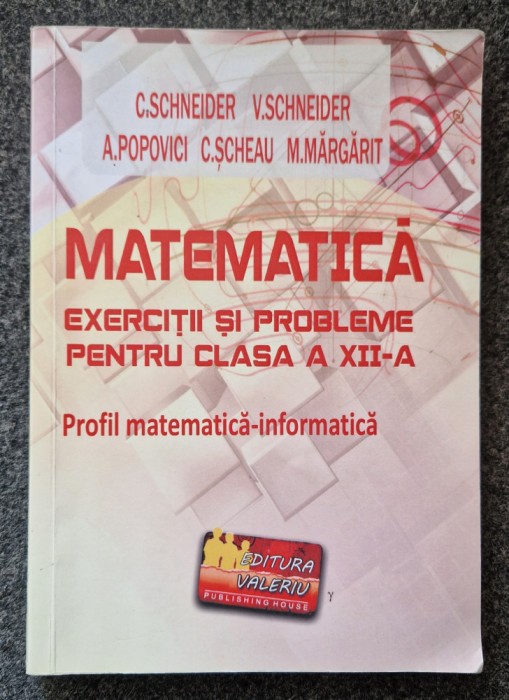 C.SCHNEIDER V.SCHNEIDER
A.POPOVICI C.ȘCHEAU M.MĂRGĂRIT
MATEMATICĂ
EXERCIȚII ȘI PROBLEME
PENTRU CLASA A XII-A
Profil matematică-informatică
EDITURA
VALERIU
PUBLISHING HOUSE
γ